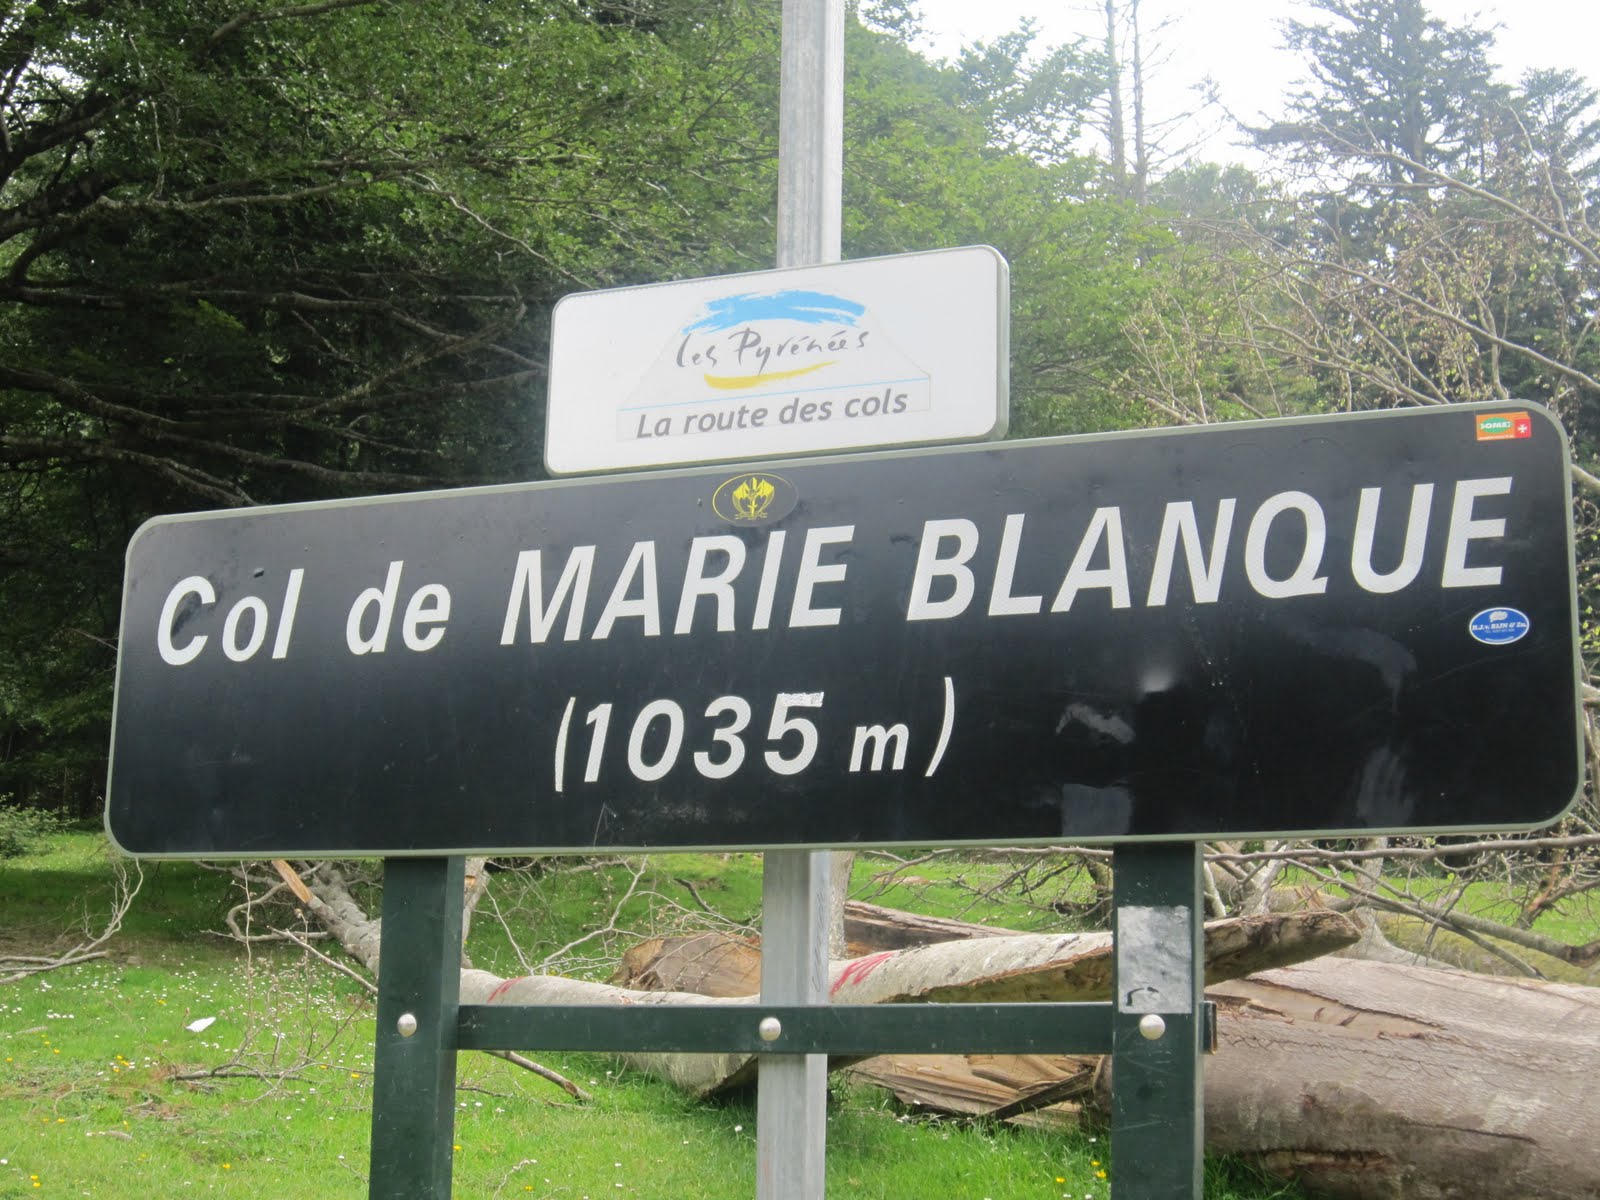 Les Pyrénées
La route des cols
Col de MARIE BLANQUE
(1035 m)